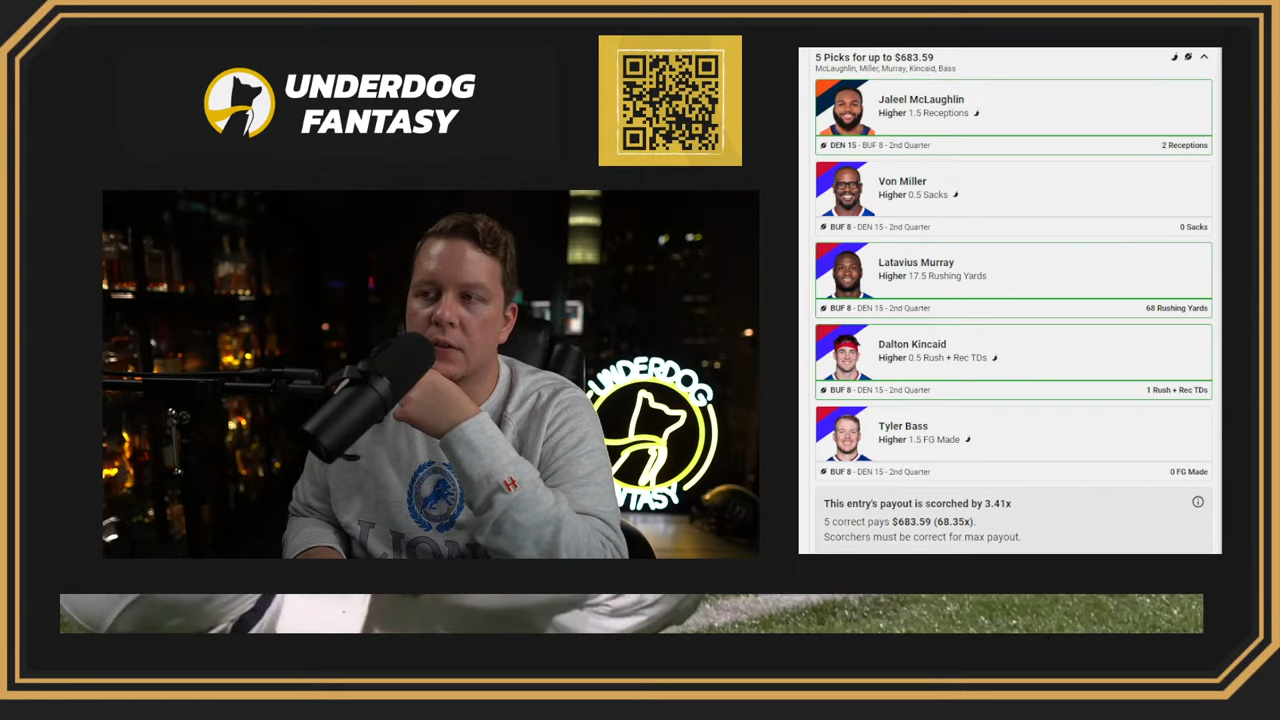 UNDERDOG
FANTASY
5 Picks for up to $683.59
McLaughlin, Miller, Murray, Kincaid, Bass
Jaleel McLaughlin
Higher 1.5 Receptions
DEN 15 - BUF 8 - 2nd Quarter
2 Receptions
Von Miller
Higher 0.5 Sacks
BUF 8 - DEN 15 - 2nd Quarter
0 Sacks
Latavius Murray
Higher 17.5 Rushing Yards
BUF 8 - DEN 15 - 2nd Quarter
68 Rushing Yards
Dalton Kincaid
Higher 0.5 Rush + Rec TDs
BUF 8 - DEN 15 - 2nd Quarter
1 Rush + Rec TDs
Tyler Bass
Higher 1.5 FG Made
BUF 8 - DEN 15 - 2nd Quarter
0 FG Made
This entry's payout is scorched by 3.41x
5 correct pays $683.59 (68.35x).
Scorchers must be correct for max payout.
UNDERDOG
NTASY
LION